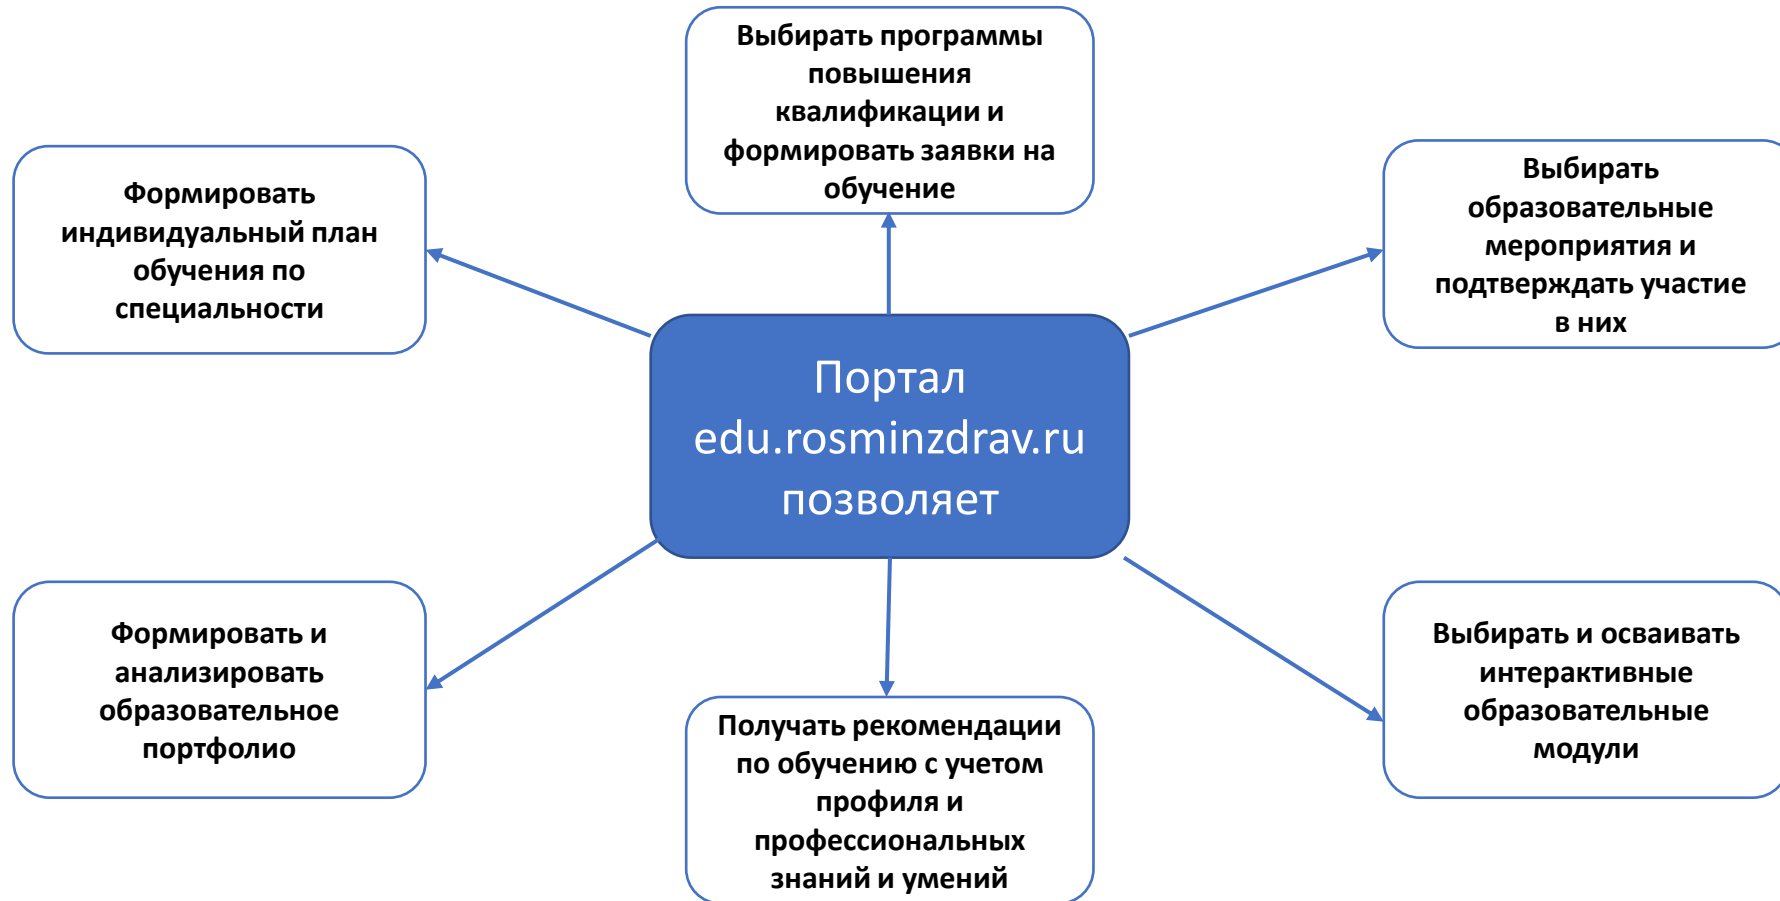 Выбирать программы
повышения
квалификации и
формировать заявки на
обучение
Формировать
индивидуальный план
обучения по
специальности
Выбирать
образовательные
мероприятия и
подтверждать участие
в них
Портал
edu.rosminzdrav.ru
позволяет
Формировать и
анализировать
образовательное
портфолио
Получать рекомендации
по обучению с учетом
профиля и
профессиональных
знаний и умений
Выбирать и осваивать
интерактивные
образовательные
модули